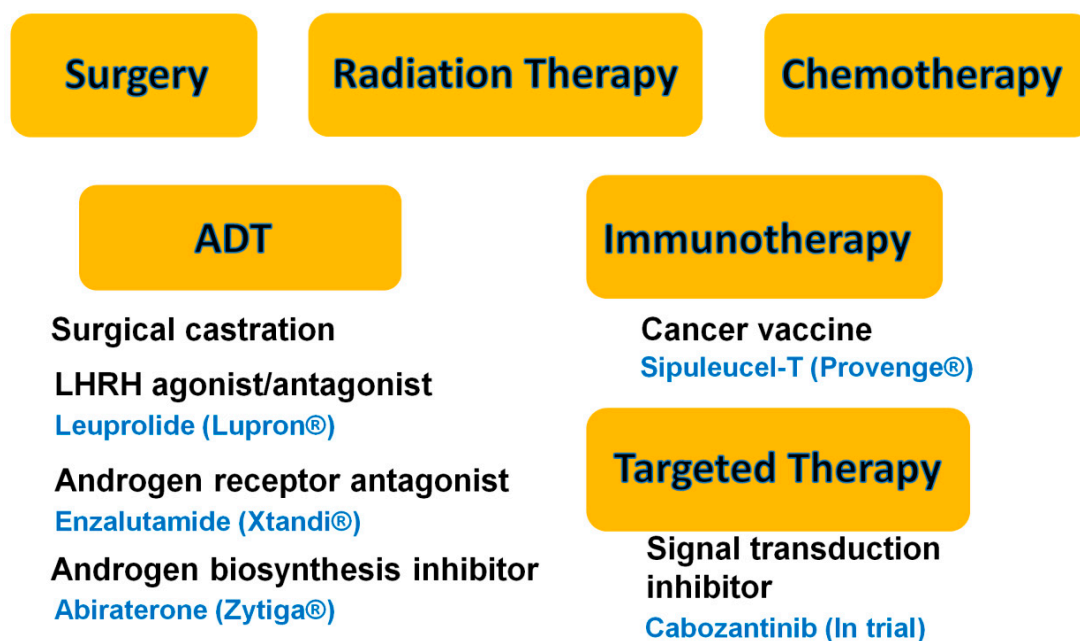 Surgery
Radiation Therapy
Chemotherapy
ADT
Surgical castration
LHRH agonist/antagonist
Leuprolide (Lupron®)
Androgen receptor antagonist
Enzalutamide (Xtandi®)
Androgen biosynthesis inhibitor
Abiraterone (Zytiga®)
Immunotherapy
Cancer vaccine
Sipuleucel-T (Provenge®)
Targeted Therapy
Signal transduction
inhibitor
Cabozantinib (In trial)